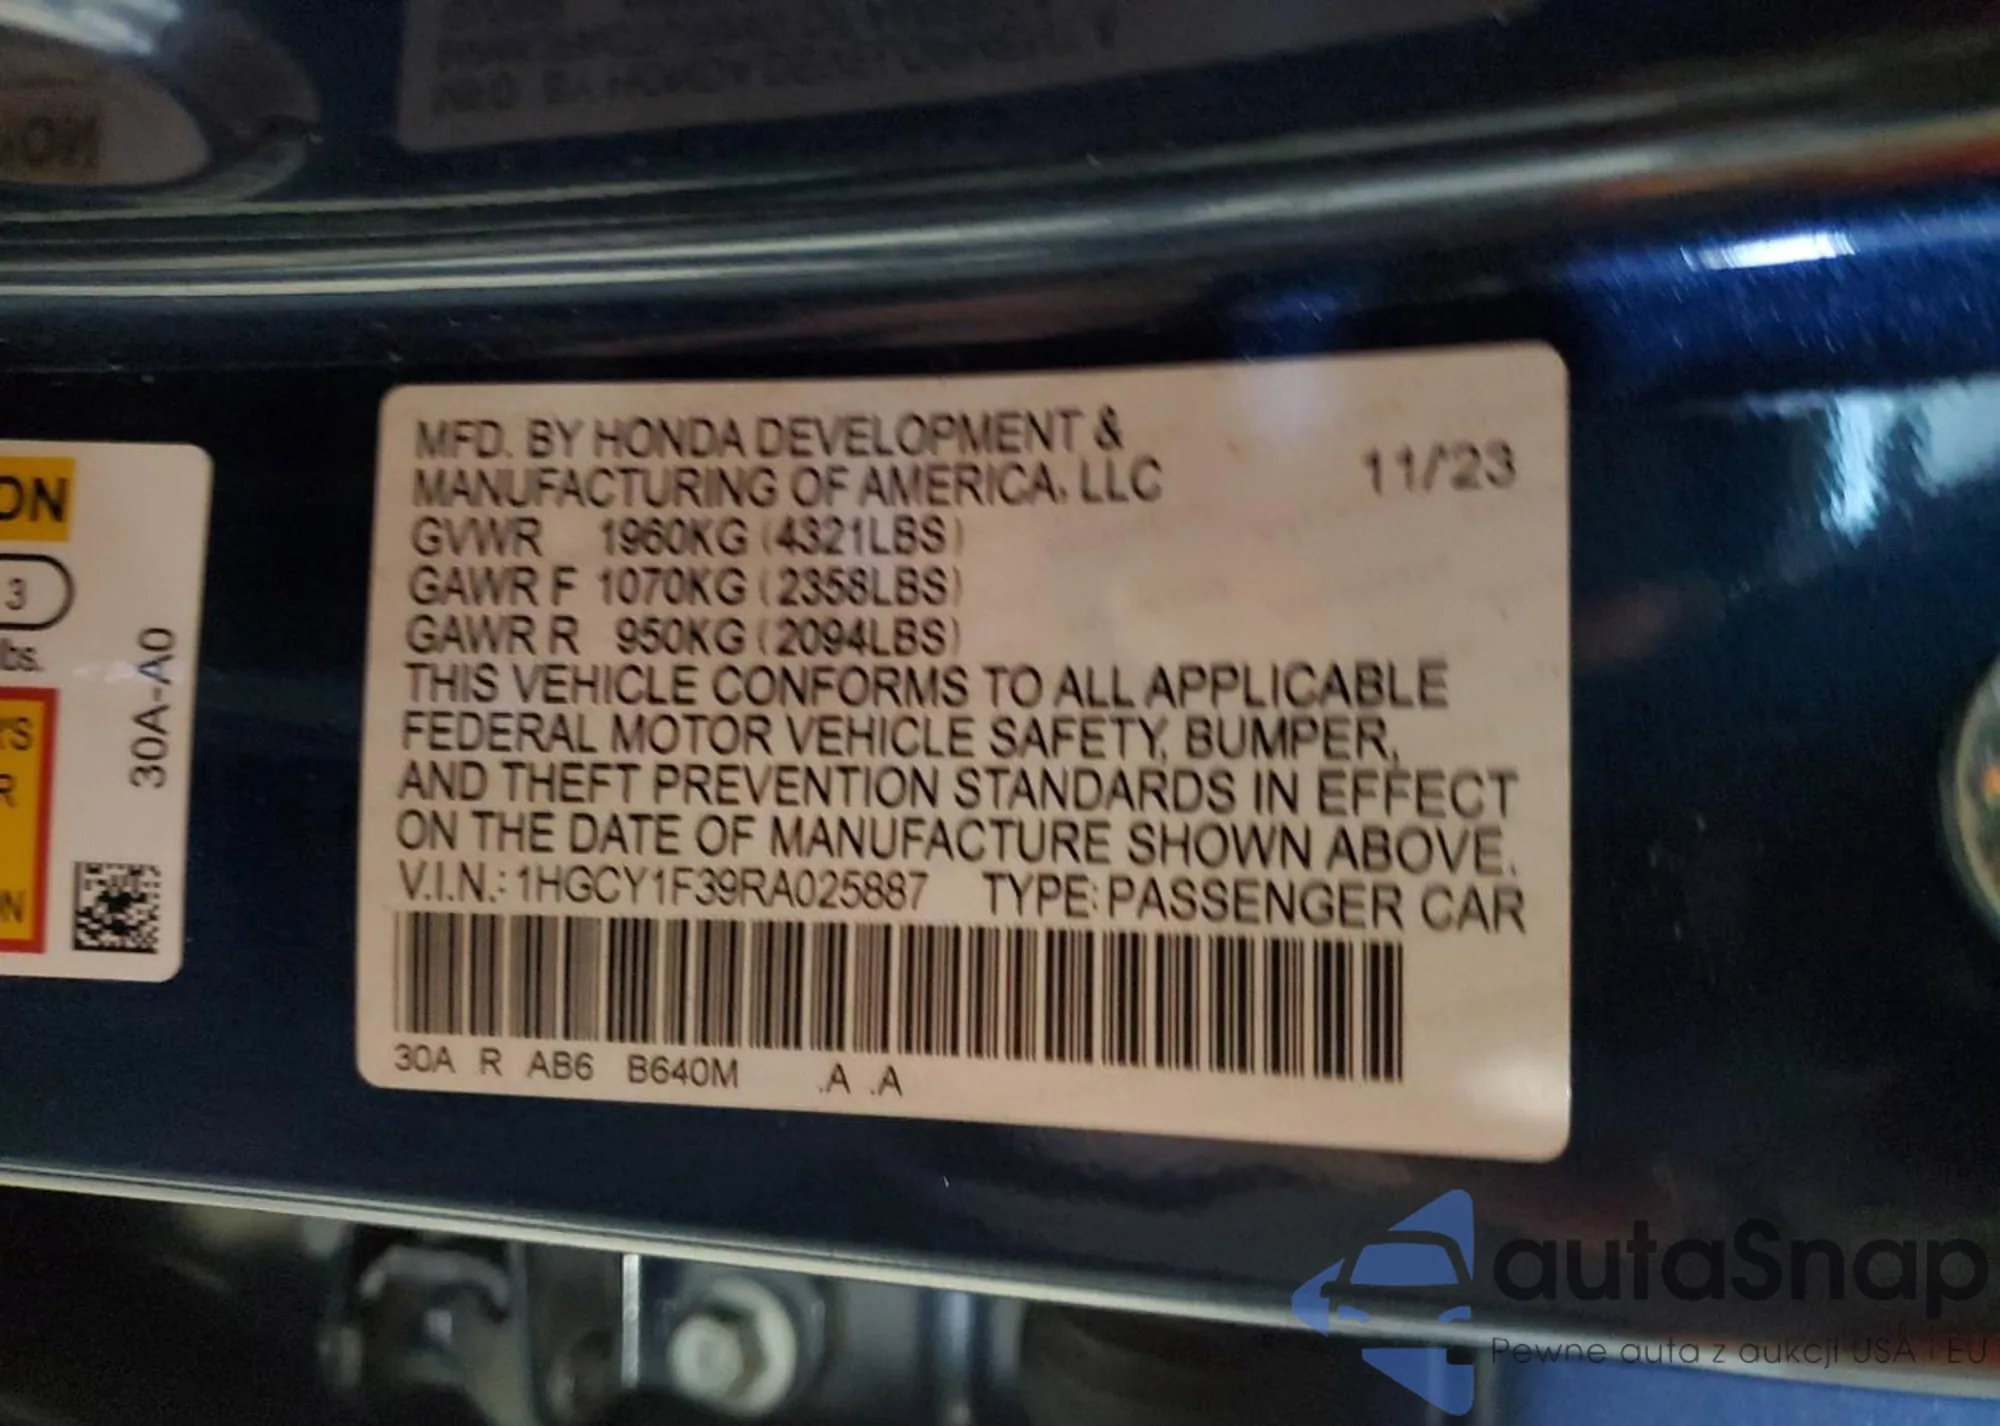 MFD. BY HONDA DEVELOPMENT &
MANUFACTURING OF AMERICA, LLC 11/'23
GVWR 1960KG (4321LBS)
GAWR F 1070KG (2358LBS)
GAWR R 950KG (2094LBS)
THIS VEHICLE CONFORMS TO ALL APPLICABLE
FEDERAL MOTOR VEHICLE SAFETY, BUMPER,
AND THEFT PREVENTION STANDARDS IN EFFECT
ON THE DATE OF MANUFACTURE SHOWN ABOVE.
V.I.N.: 1HGCY1F39RA025887 TYPE: PASSENGER CAR
30A R AB6 B640M .A .A
3
lbs.
30A-A0
autaSnap
Pewne auta z aukcji USA i EU